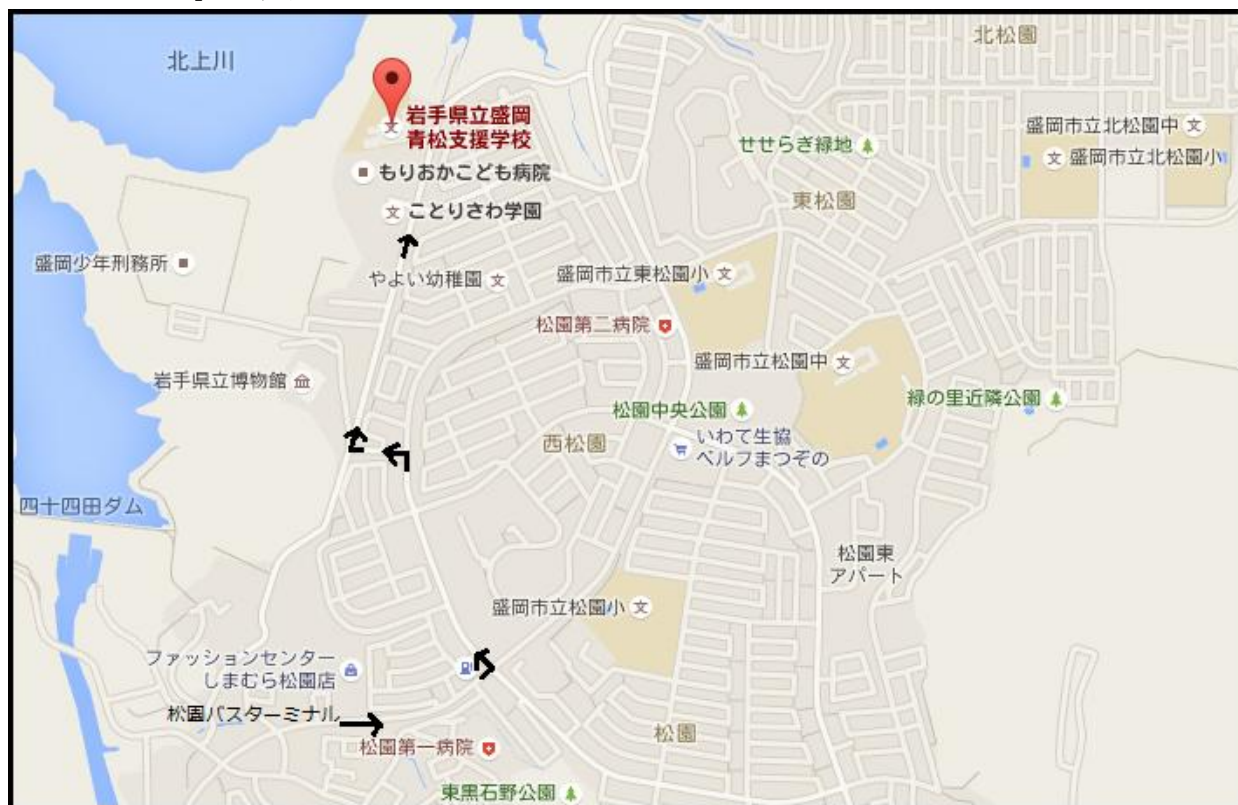 北上川
北松園
岩手県立盛岡
青松支援学校
盛岡市立北松園中
せせらぎ緑地
盛岡市立北松園小
もりおかこども病院
東松園
ことりさわ学園
盛岡少年刑務所
やよい幼稚園
盛岡市立東松園小
松園第二病院
盛岡市立松園中
岩手県立博物館
緑の里近隣公園
松園中央公園
西松園
いわて生協
ベルフまつぞの
四十四田ダム
松園東
アパート
盛岡市立松園小
ファッションセンター
しまむら松園店
松園バスターミナル
松園第一病院
松園
東黒石野公園